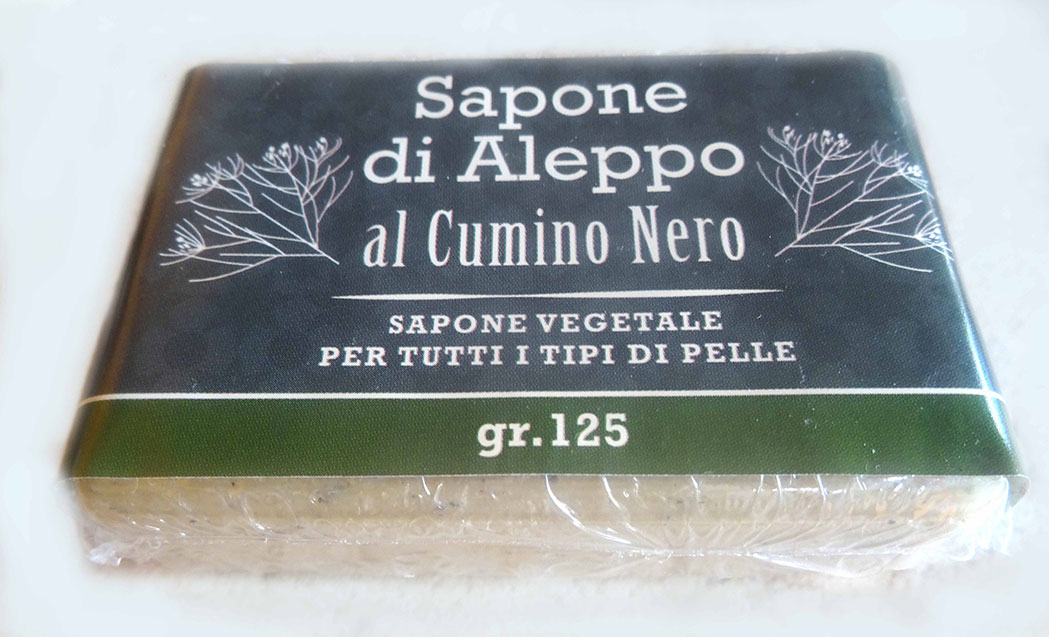 Sapone
di Aleppo
al Cumino Nero
SAPONE VEGETALE
PER TUTTI I TIPI DI PELLE
gr.125